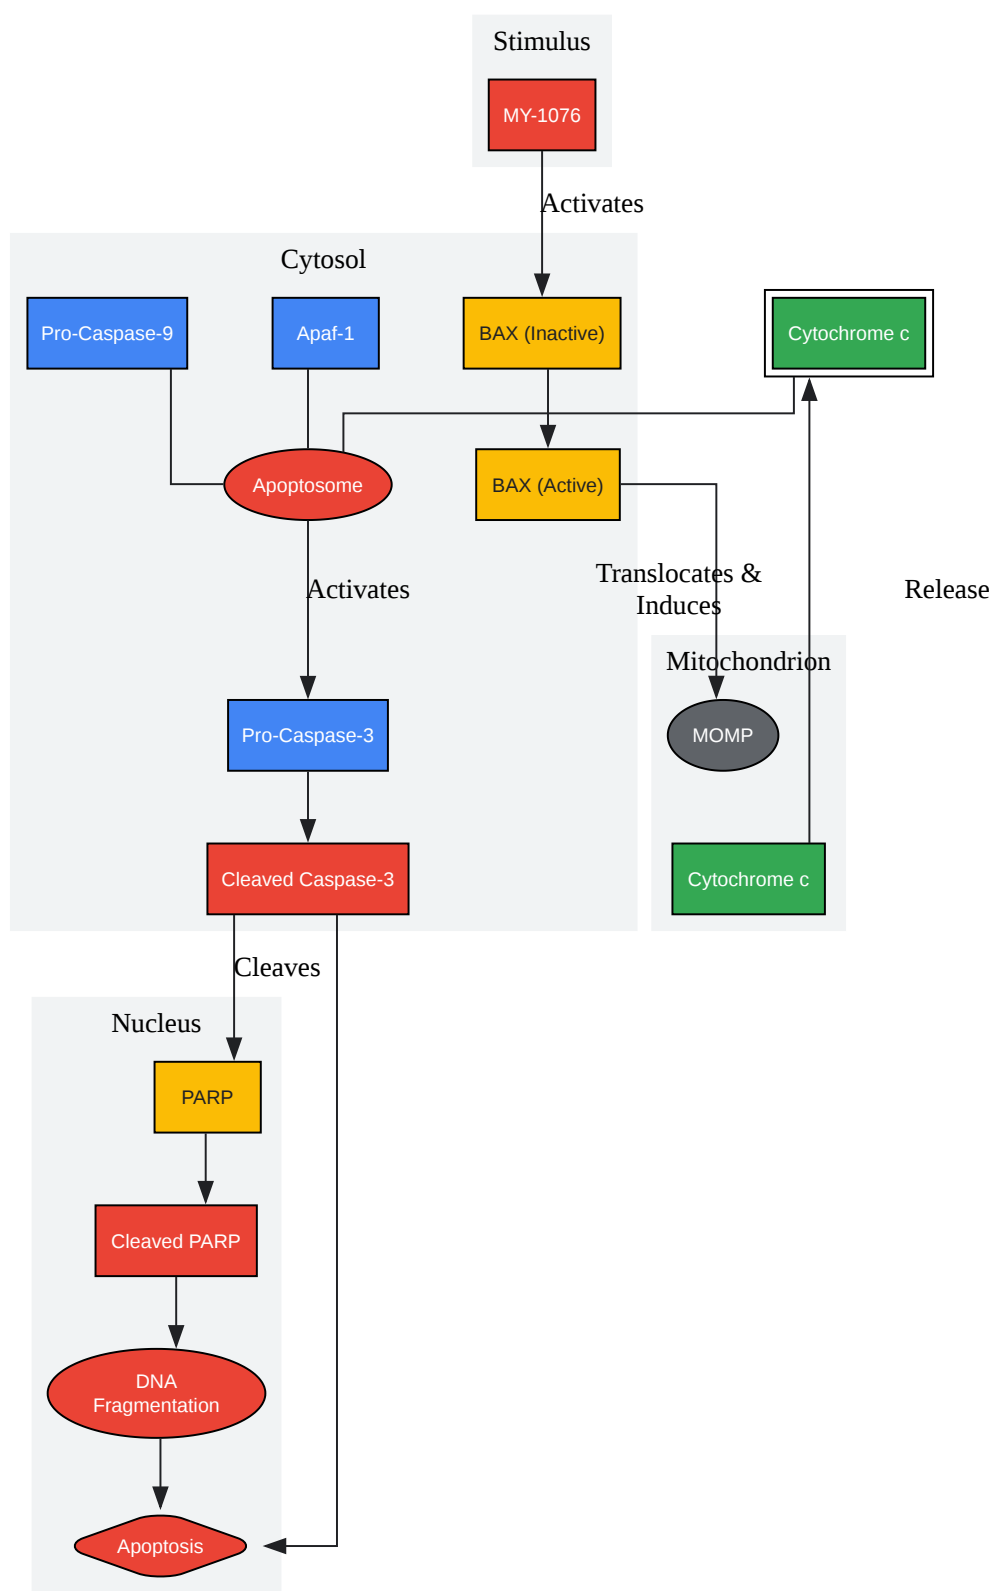 Stimulus
MY-1076
Activates
Cytosol
Pro-Caspase-9
Apaf-1
BAX (Inactive)
Cytochrome c
Apoptosome
BAX (Active)
Translocates &
Induces
Activates
Release
Mitochondrion
Pro-Caspase-3
MOMP
Cleaved Caspase-3
Cytochrome c
Cleaves
Nucleus
PARP
Cleaved PARP
DNA
Fragmentation
Apoptosis